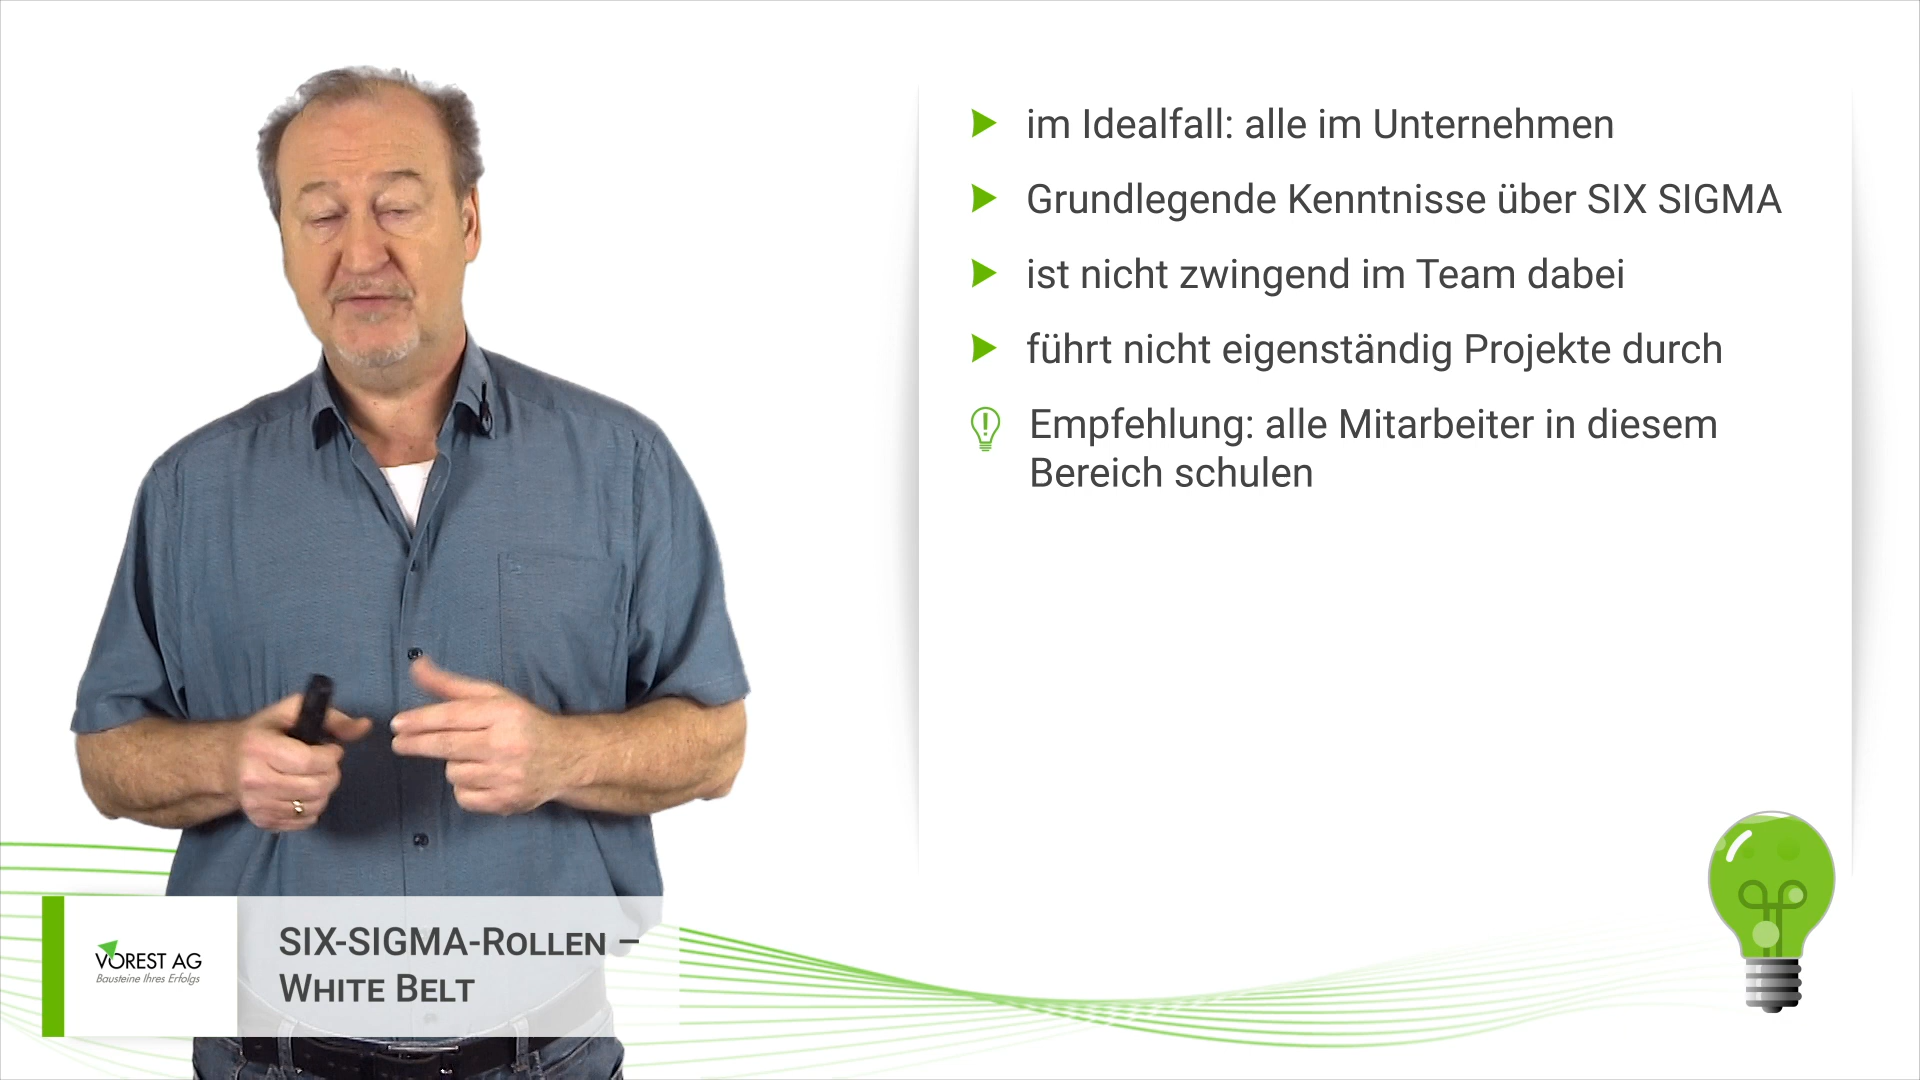 im Idealfall: alle im Unternehmen
Grundlegende Kenntnisse über SIX SIGMA
ist nicht zwingend im Team dabei
führt nicht eigenständig Projekte durch
Empfehlung: alle Mitarbeiter in diesem
Bereich schulen
VOREST AG
Bausteine Ihres Erfolgs
SIX-SIGMA-ROLLEN –
WHITE BELT